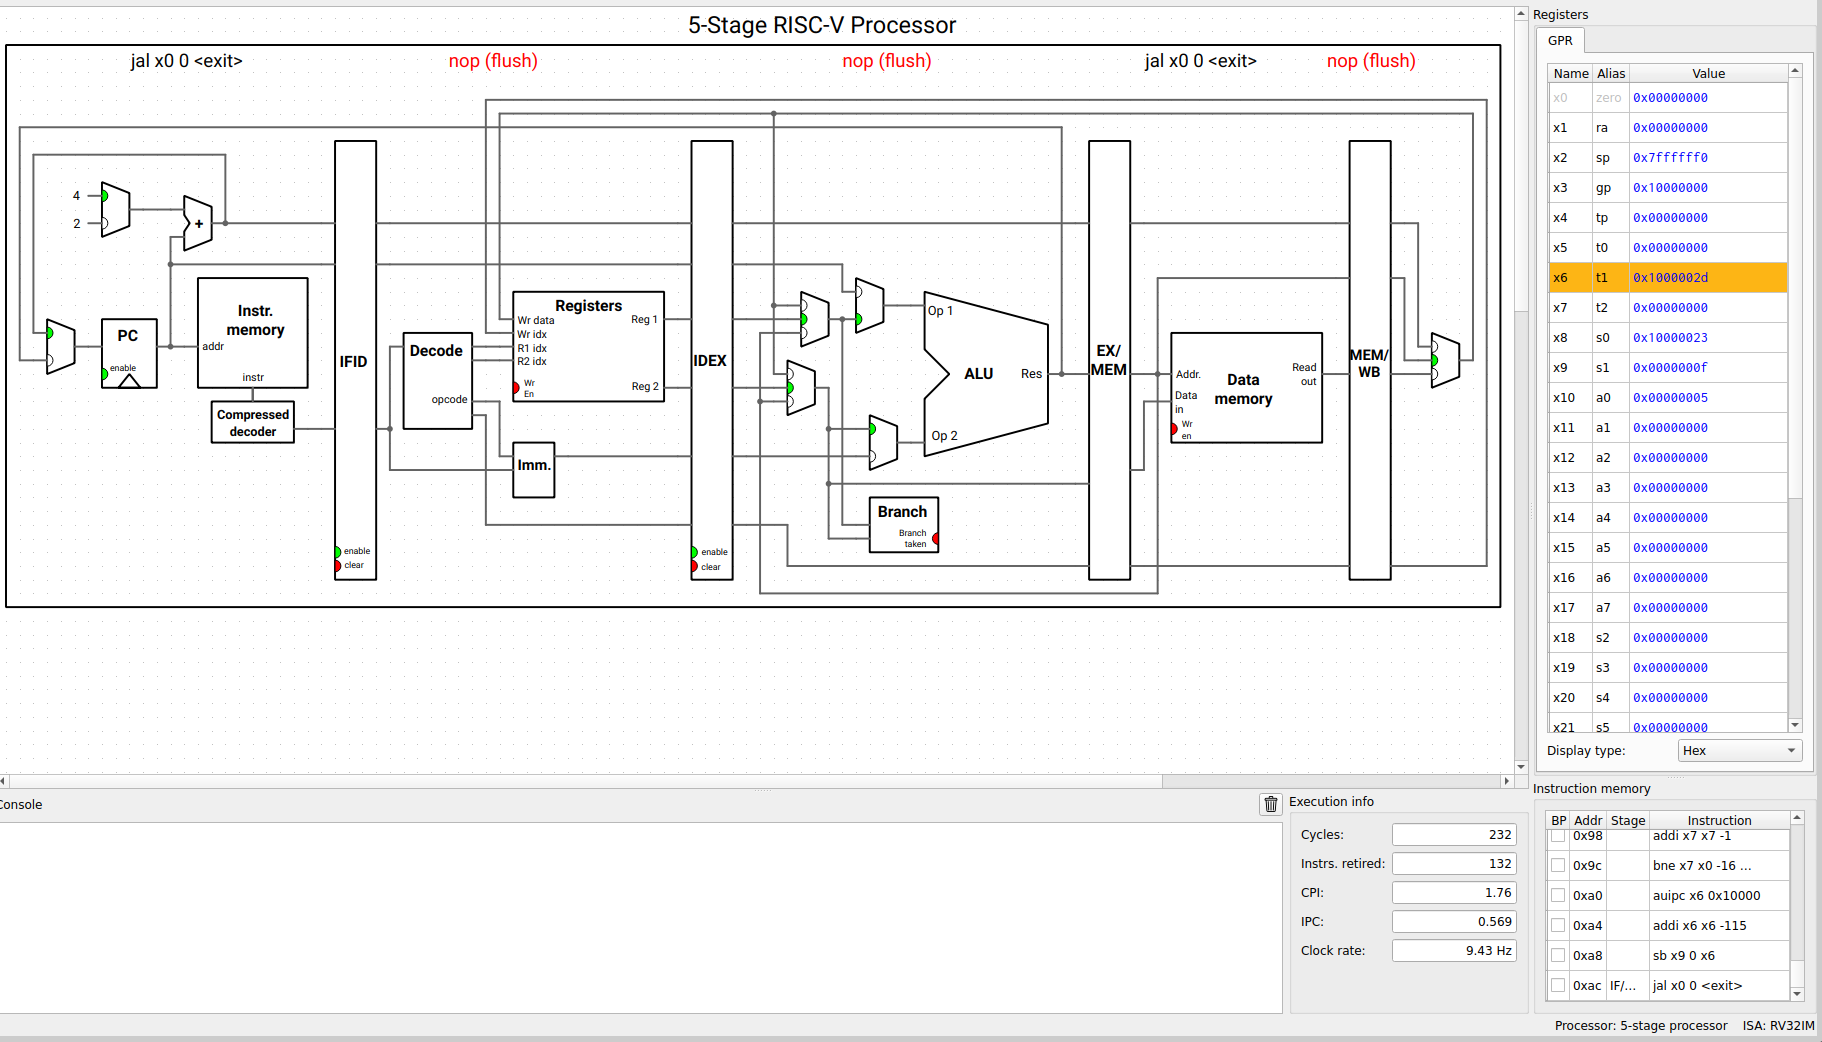 5-Stage RISC-V Processor
jal x0 0 <exit>
nop (flush)
nop (flush)
jal x0 0 <exit>
nop (flush)
4
2
+
PC
enable
Instr.
memory
addr
instr
Compressed
decoder
IFID
enable
clear
Decode
opcode
Registers
Wr data
Wr idx
R1 idx
R2 idx
Wr
En
Reg 1
Reg 2
Imm.
IDEX
enable
clear
Op 1
ALU
Res
Op 2
Branch
Branch
taken
EX/
MEM
Addr.
Data
in
Wr
en
Data
memory
Read
out
MEM/
WB
Registers
GPR
Name Alias Value
x0 zero 0x00000000
x1 ra 0x00000000
x2 sp 0x7ffffff0
x3 gp 0x10000000
x4 tp 0x00000000
x5 t0 0x00000000
x6 t1 0x1000002d
x7 t2 0x00000000
x8 s0 0x10000023
x9 s1 0x0000000f
x10 a0 0x00000005
x11 a1 0x00000000
x12 a2 0x00000000
x13 a3 0x00000000
x14 a4 0x00000000
x15 a5 0x00000000
x16 a6 0x00000000
x17 a7 0x00000000
x18 s2 0x00000000
x19 s3 0x00000000
x20 s4 0x00000000
x21 s5 0x00000000
Display type: Hex
Console
Execution info
Cycles: 232
Instrs. retired: 132
CPI: 1.76
IPC: 0.569
Clock rate: 9.43 Hz
Instruction memory
BP Addr Stage Instruction
0x98 addi x7 x7 -1
0x9c bne x7 x0 -16 ...
0xa0 auipc x6 0x10000
0xa4 addi x6 x6 -115
0xa8 sb x9 0 x6
0xac IF/... jal x0 0 <exit>
Processor: 5-stage processor ISA: RV32IM